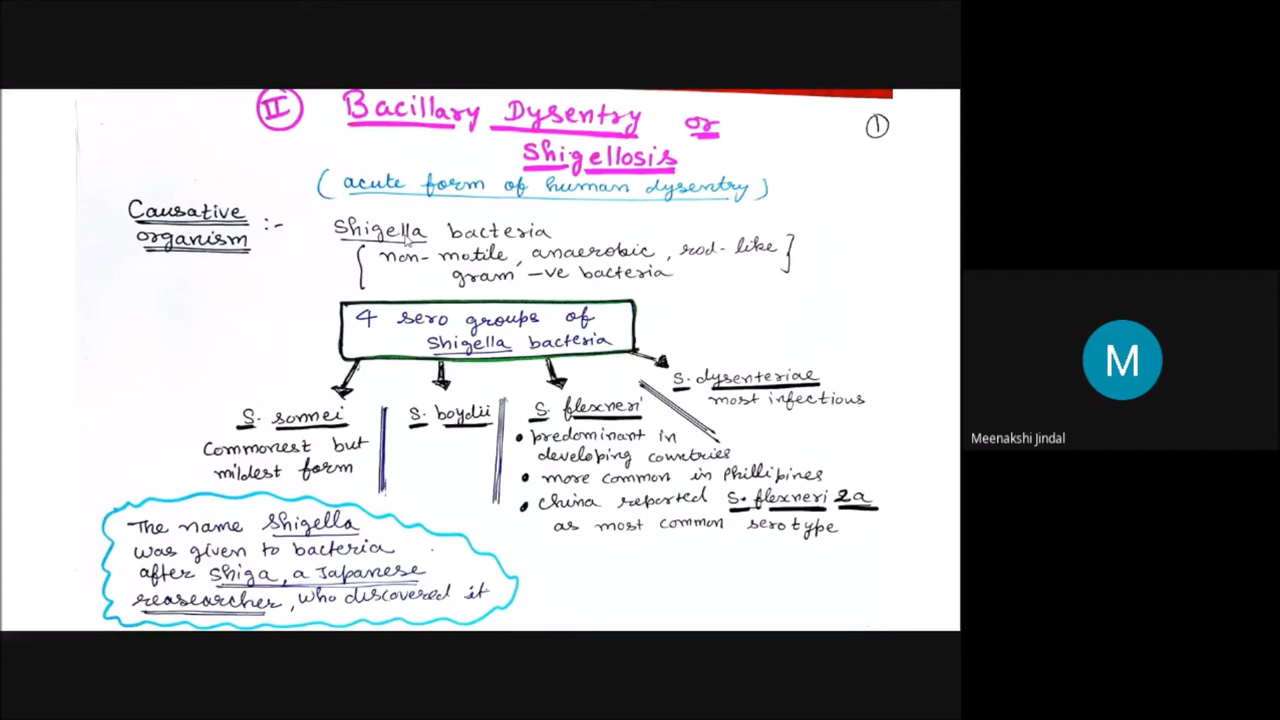 II Bacillary Dysentry or
Shigellosis
1
(acute form of human dysentry)
Causative organism :- Shigella bacteria
[ non-motile, anaerobic, rod-like
gram -ve bacteria ]
4 sero groups of
Shigella bacteria
S. sonnei
Commonest but
mildest form
S. boydii
S. flexneri
• predominant in
developing countries
• more common in Phillipines
• China reported S. flexneri 2a
as most common serotype
S. dysenteriae
most infectious
The name Shigella
was given to bacteria
after Shiga, a Japanese
reasearcher, who discovered it
M
Meenakshi Jindal